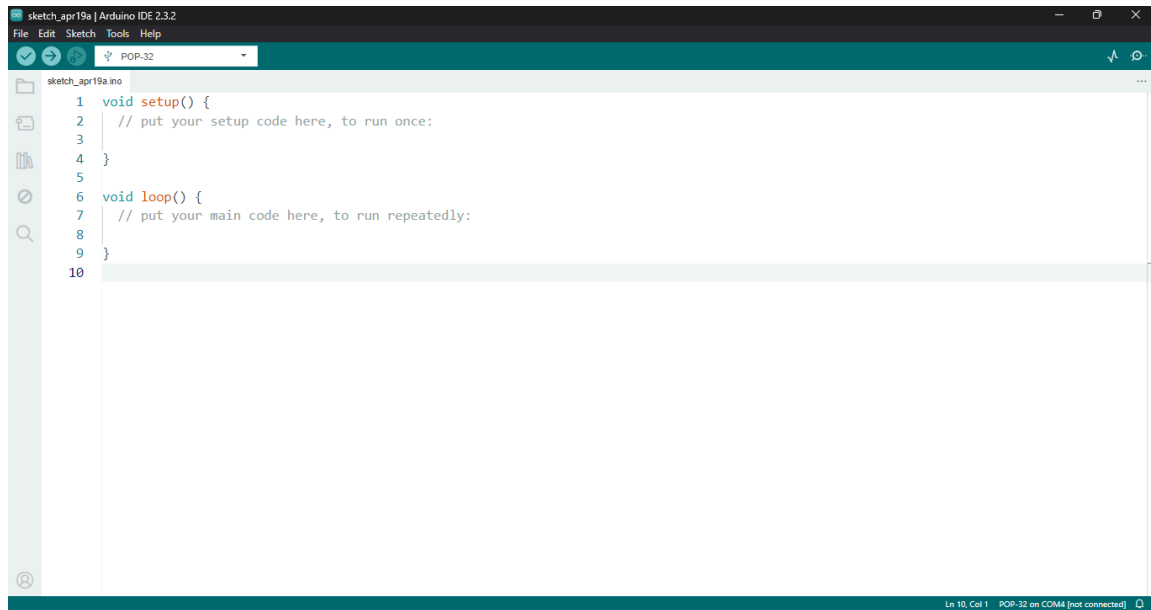 sketch_apr19a | Arduino IDE 2.3.2
File Edit Sketch Tools Help
POP-32
sketch_apr19a.ino
1 void setup() {
2 // put your setup code here, to run once:
3
4 }
5
6 void loop() {
7 // put your main code here, to run repeatedly:
8
9 }
10
Ln 10, Col 1 POP-32 on COM4 [not connected]